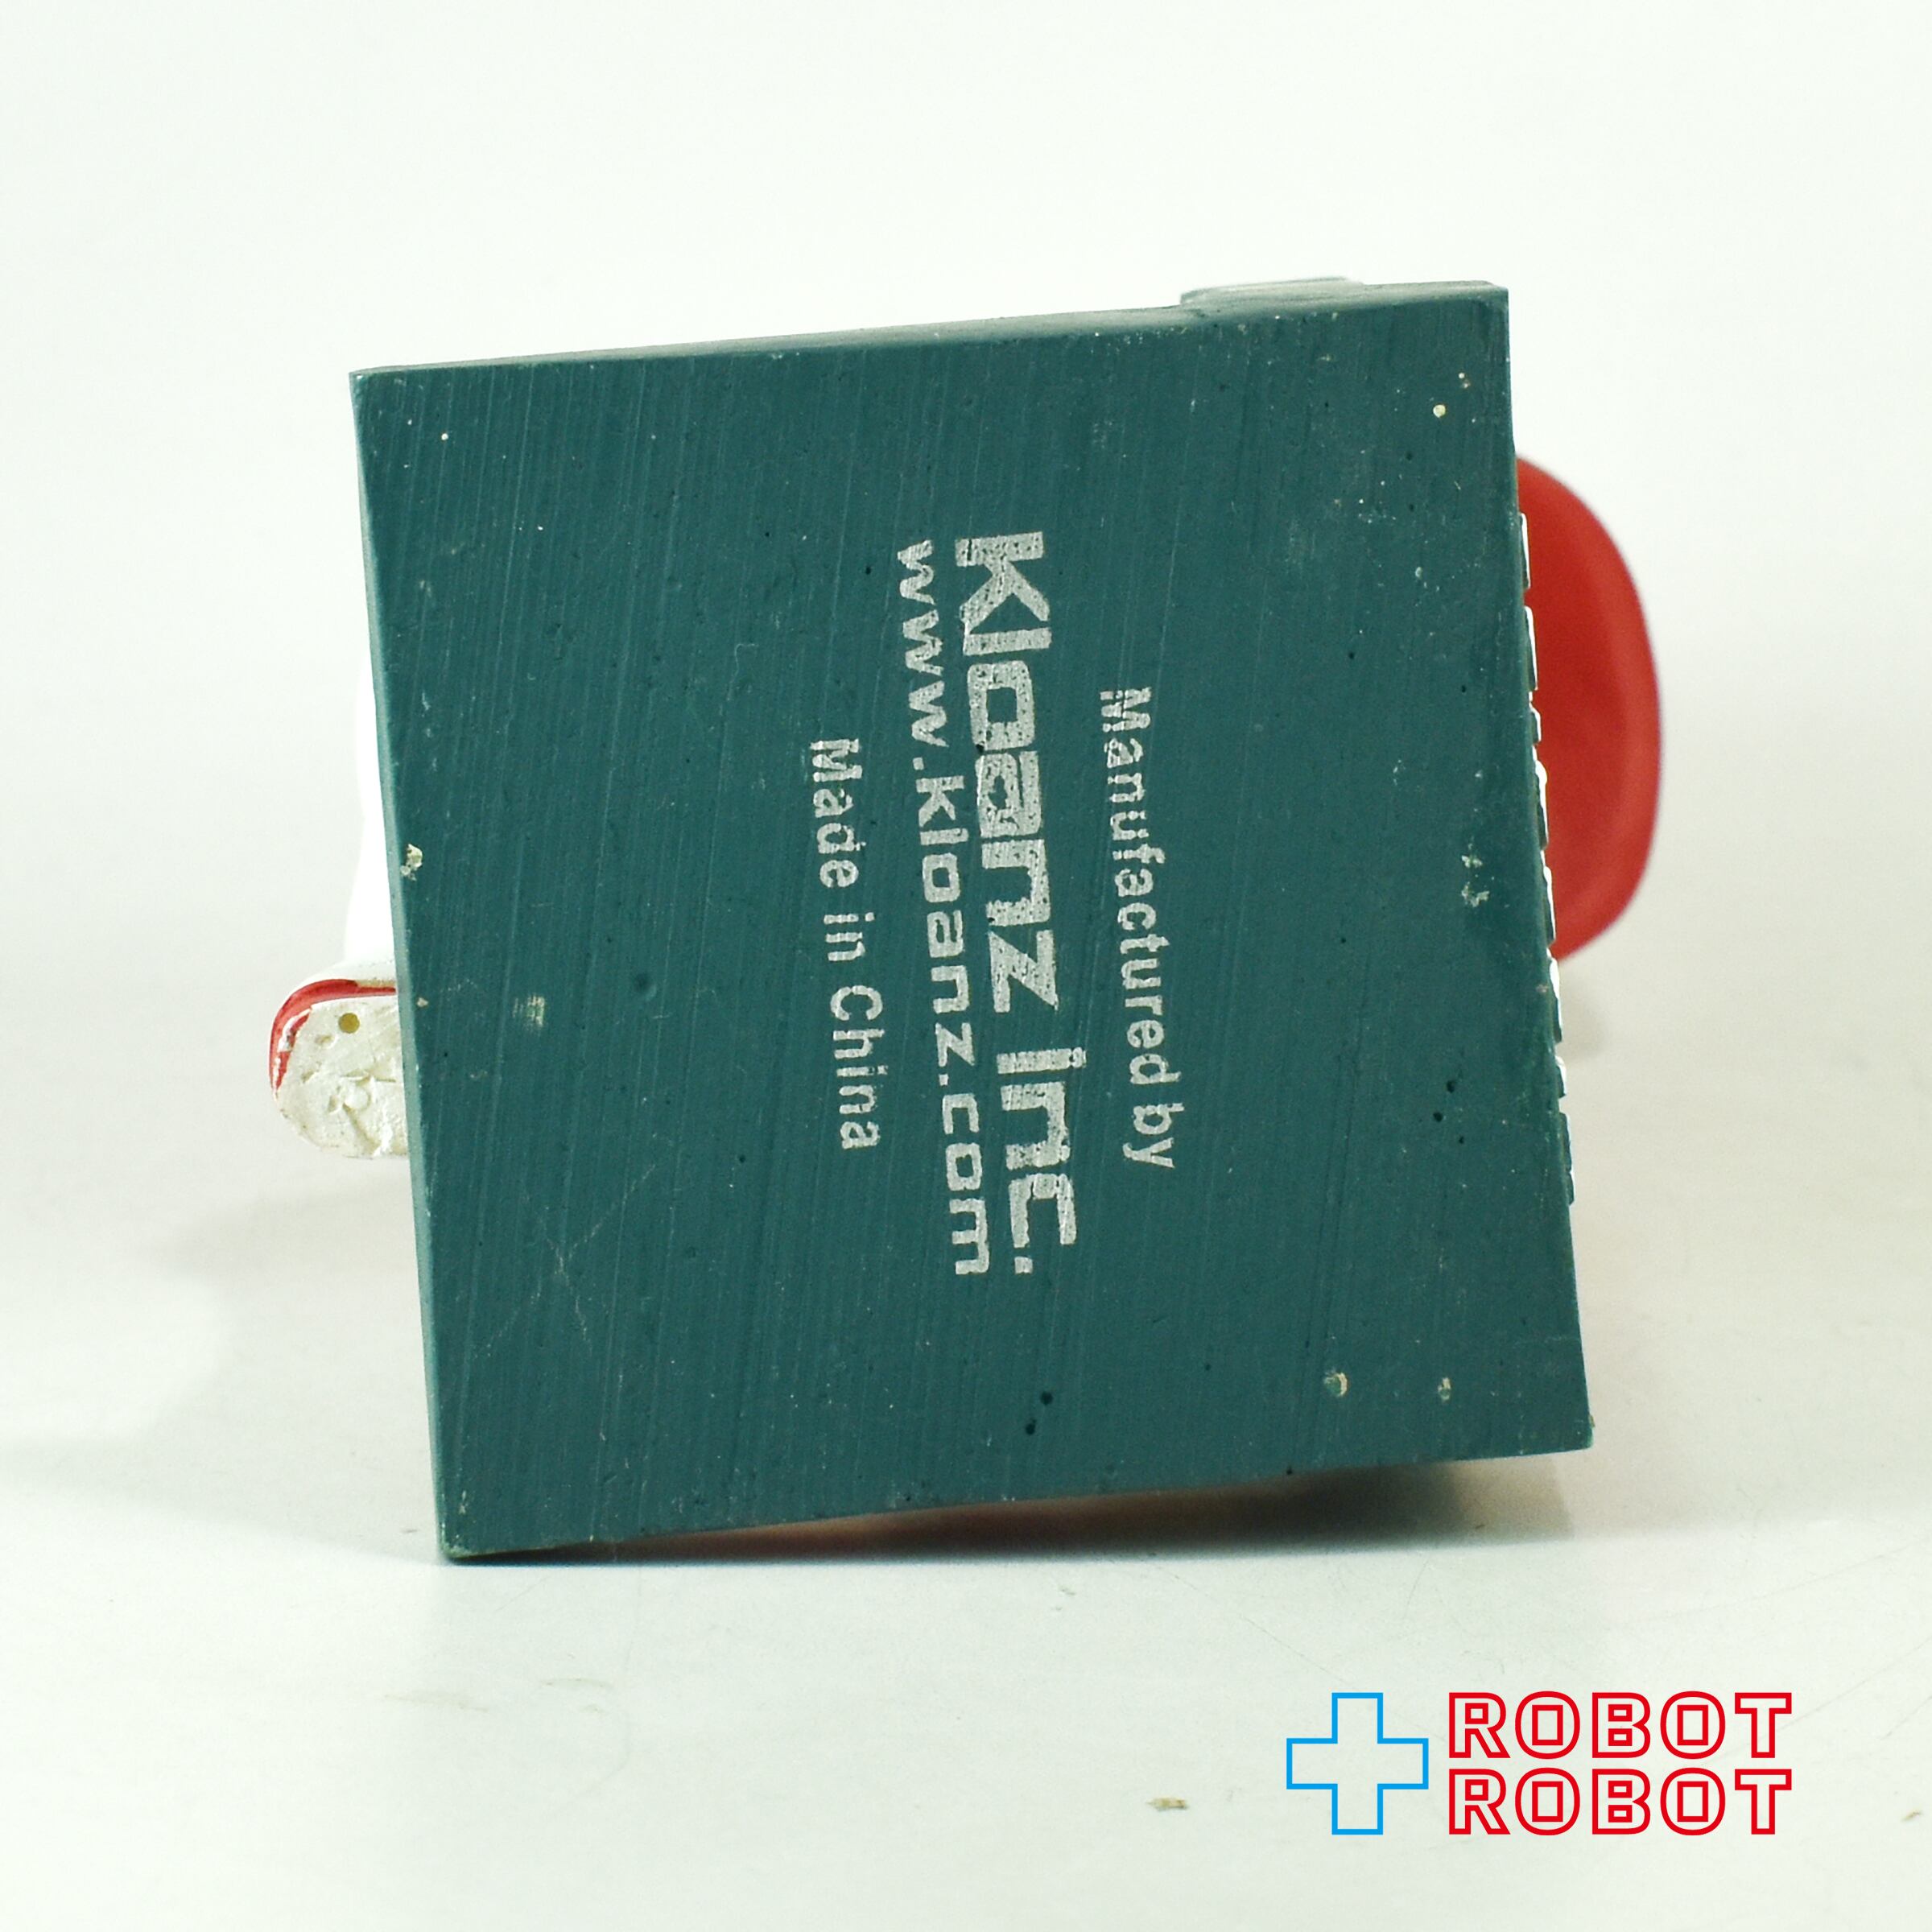 Manufactured by
Kloanz Inc.
www.kloanz.com
Made in China
ROBOT
ROBOT